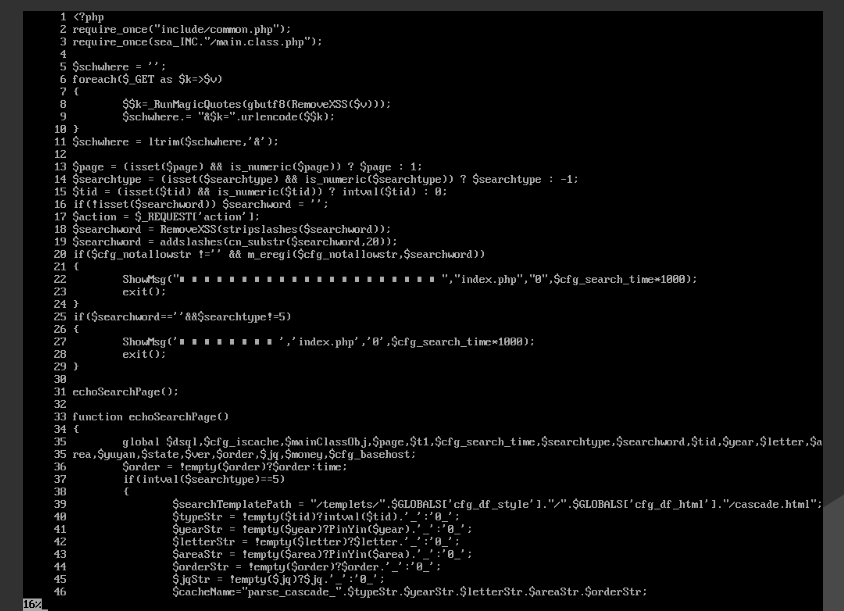 1 <?php
2 require_once("include/common.php");
3 require_once(sea_INC."/main.class.php");
4
5 $schwhere = '';
6 foreach($_GET as $k=>$v)
7 {
8 $$k=_RunMagicQuotes(gbutf8(RemoveXSS($v)));
9 $schwhere.= "&$k=".urlencode($$k);
10 }
11 $schwhere = ltrim($schwhere,'&');
12
13 $page = (isset($page) && is_numeric($page)) ? $page : 1;
14 $searchtype = (isset($searchtype) && is_numeric($searchtype)) ? $searchtype : -1;
15 $tid = (isset($tid) && is_numeric($tid)) ? intval($tid) : 0;
16 if(!isset($searchword)) $searchword = '';
17 $action = $_REQUEST['action'];
18 $searchword = RemoveXSS(stripslashes($searchword));
19 $searchword = addslashes(cn_substr($searchword,20));
20 if($cfg_notallowstr !='' && m_eregi($cfg_notallowstr,$searchword))
21 {
22 ShowMsg("■ ■ ■ ■ ■ ■ ■ ■ ■ ■ ■ ■ ■ ■ ■ ■ ■ ■ ■ ■ ■ ","index.php","0",$cfg_search_time*1000);
23 exit();
24 }
25 if($searchword==''&&$searchtype!=5)
26 {
27 ShowMsg('■ ■ ■ ■ ■ ■ ■ ■ ','index.php','0',$cfg_search_time*1000);
28 exit();
29 }
30
31 echoSearchPage();
32
33 function echoSearchPage()
34 {
35 global $dsql,$cfg_iscache,$mainClassObj,$page,$t1,$cfg_search_time,$searchtype,$searchword,$tid,$year,$letter,$a
35 rea,$yuyan,$state,$ver,$order,$jq,$money,$cfg_basehost;
36 $order = !empty($order)?$order:time;
37 if(intval($searchtype)==5)
38 {
39 $searchTemplatePath = "/templets/".$GLOBALS['cfg_df_style']."/".$GLOBALS['cfg_df_html']."/cascade.html";
40 $typeStr = !empty($tid)?intval($tid).'_':'0_';
41 $yearStr = !empty($year)?PinYin($year).'_':'0_';
42 $letterStr = !empty($letter)?$letter.'_':'0_';
43 $areaStr = !empty($area)?PinYin($area).'_':'0_';
44 $orderStr = !empty($order)?$order.'_':'0_';
45 $jqStr = !empty($jq)?$jq.'_':'0_';
46 $cacheName="parse_cascade_".$typeStr.$yearStr.$letterStr.$areaStr.$orderStr;
16%